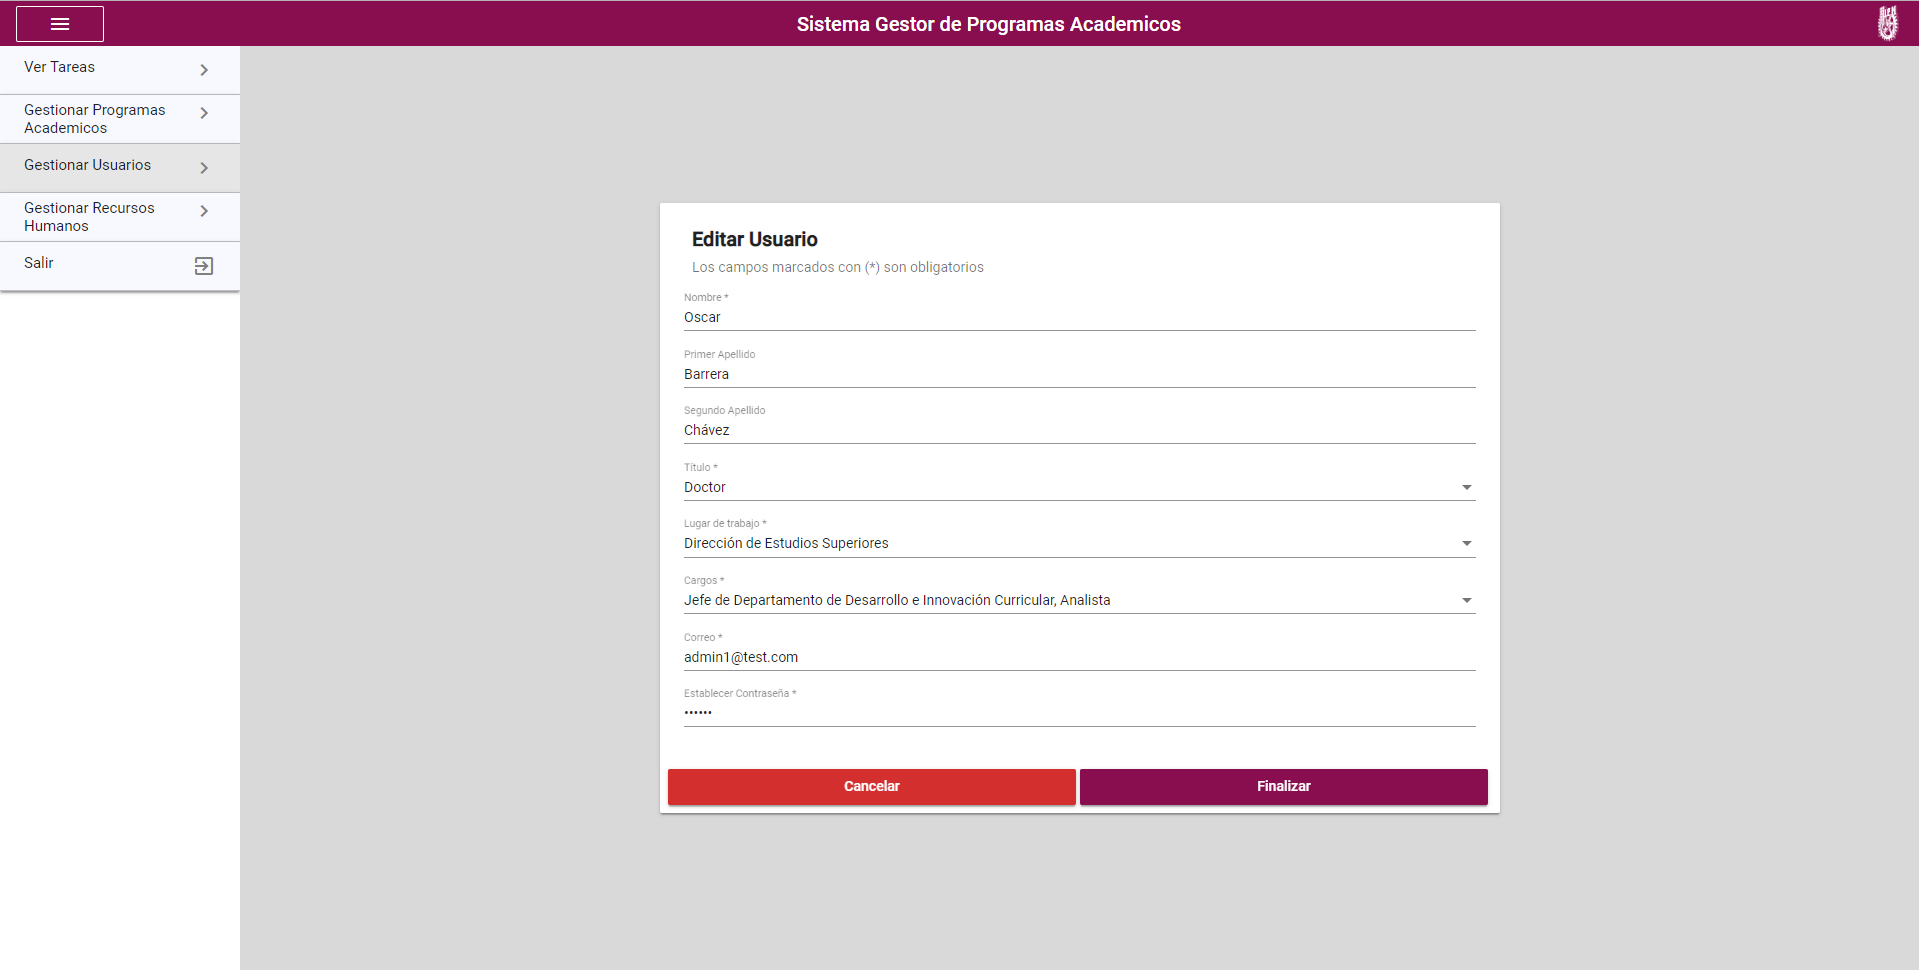 Sistema Gestor de Programas Academicos
Ver Tareas
Gestionar Programas
Academicos
Gestionar Usuarios
Gestionar Recursos
Humanos
Salir
Editar Usuario
Los campos marcados con (*) son obligatorios
Nombre *
Oscar
Primer Apellido
Barrera
Segundo Apellido
Chávez
Título *
Doctor
Lugar de trabajo *
Dirección de Estudios Superiores
Cargos *
Jefe de Departamento de Desarrollo e Innovación Curricular, Analista
Correo *
admin1@test.com
Establecer Contraseña *
••••••
Cancelar
Finalizar